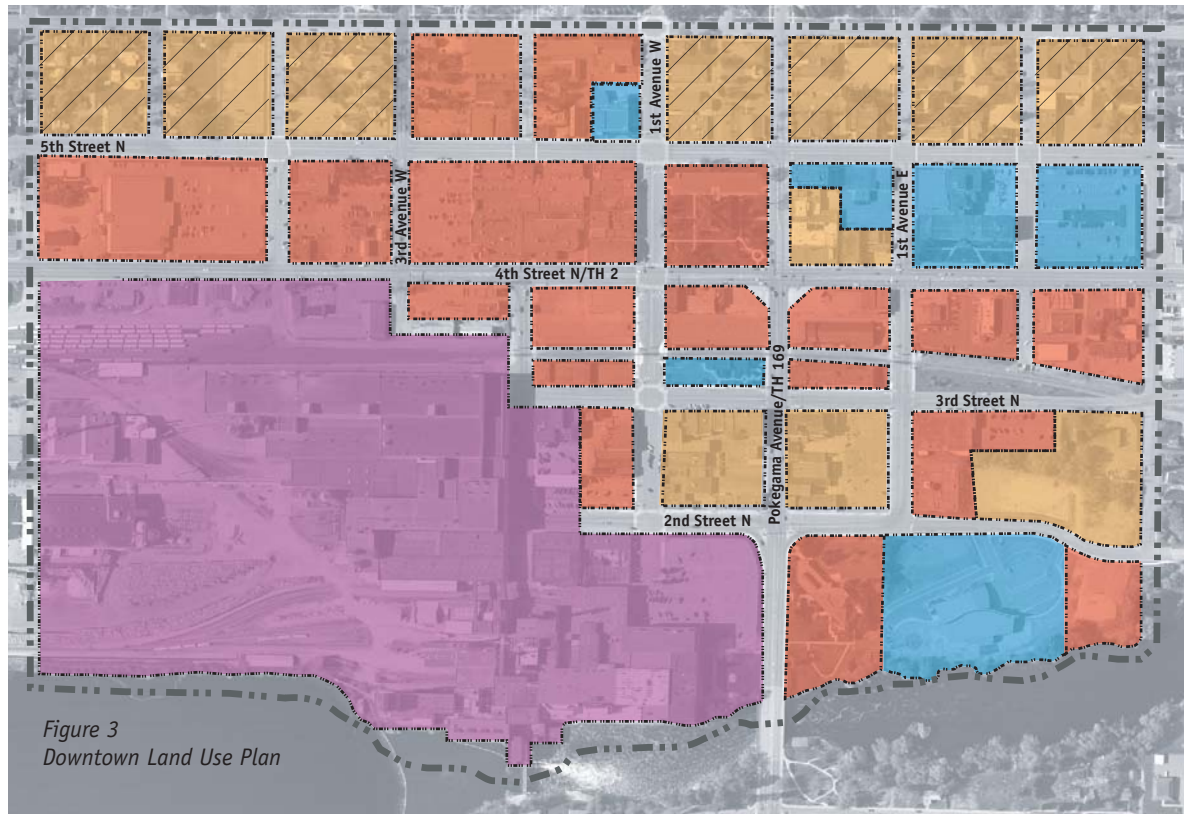 1st Avenue W
5th Street N
3rd Avenue W
1st Avenue E
4th Street N/TH 2
Pokegama Avenue/TH 169
3rd Street N
2nd Street N
Figure 3
Downtown Land Use Plan